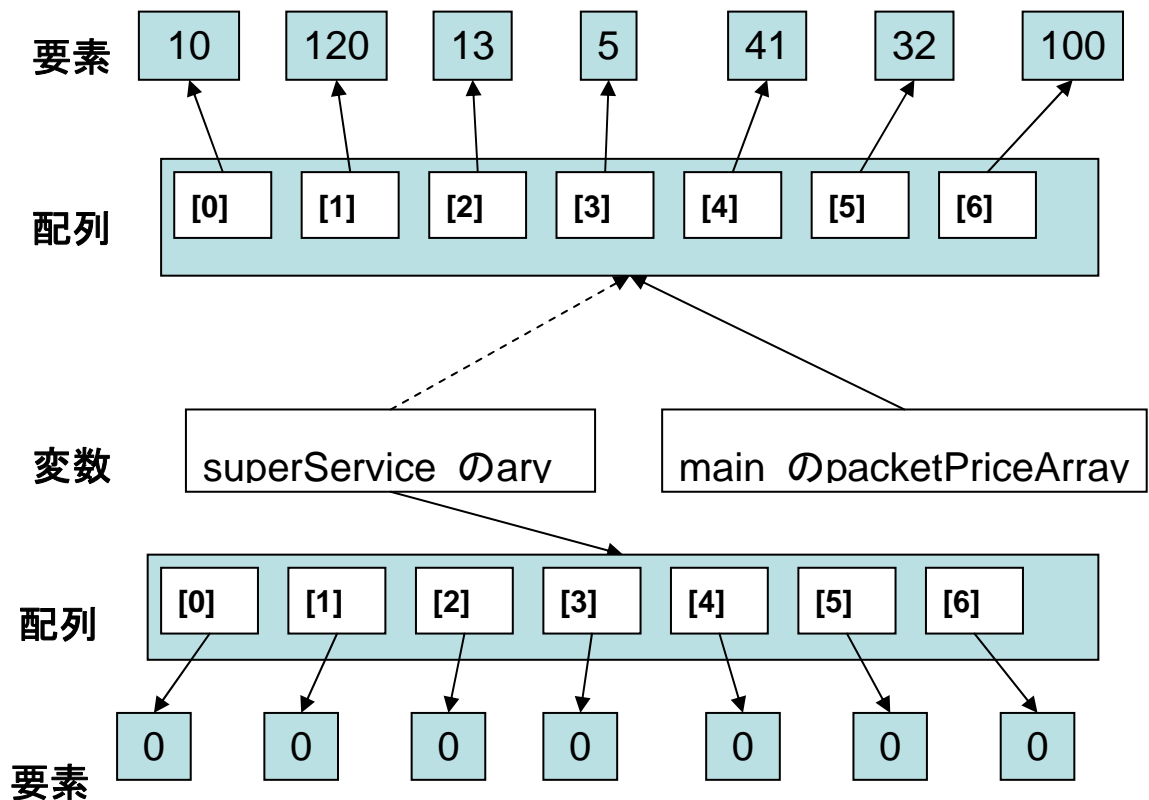 要素 10 120 13 5 41 32 100
配列 [0] [1] [2] [3] [4] [5] [6]
変数 superService のary main のpacketPriceArray
配列 [0] [1] [2] [3] [4] [5] [6]
要素 0 0 0 0 0 0 0